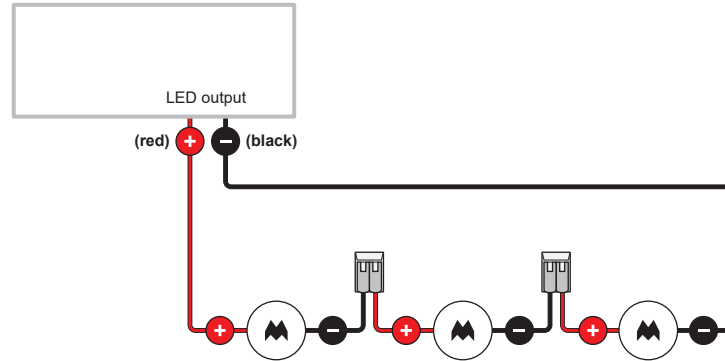 LED output
(red) + - (black)
+ - + - + -